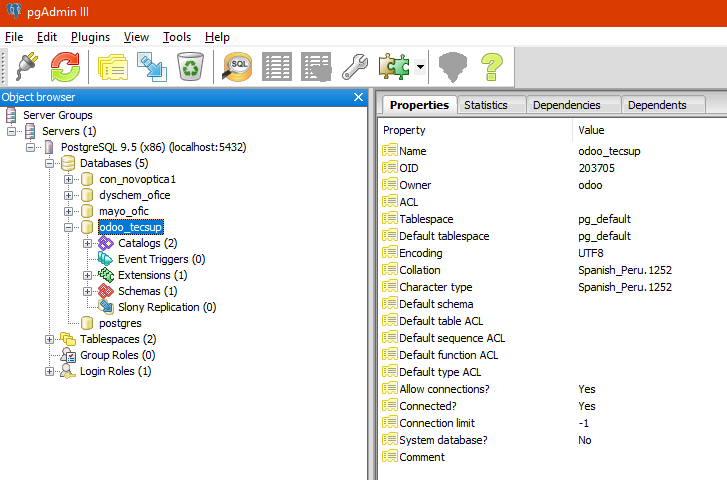 pgAdmin III
File Edit Plugins View Tools Help
SQL
Object browser
Server Groups
Servers (1)
PostgreSQL 9.5 (x86) (localhost:5432)
Databases (5)
con_novoptica1
dyschem_ofice
mayo_ofic
odoo_tecsup
Catalogs (2)
Event Triggers (0)
Extensions (1)
Schemas (1)
Slony Replication (0)
postgres
Tablespaces (2)
Group Roles (0)
Login Roles (1)
Properties Statistics Dependencies Dependents
Property Value
Name odoo_tecsup
OID 203705
Owner odoo
ACL
Tablespace pg_default
Default tablespace pg_default
Encoding UTF8
Collation Spanish_Peru.1252
Character type Spanish_Peru.1252
Default schema
Default table ACL
Default sequence ACL
Default function ACL
Default type ACL
Allow connections? Yes
Connected? Yes
Connection limit -1
System database? No
Comment